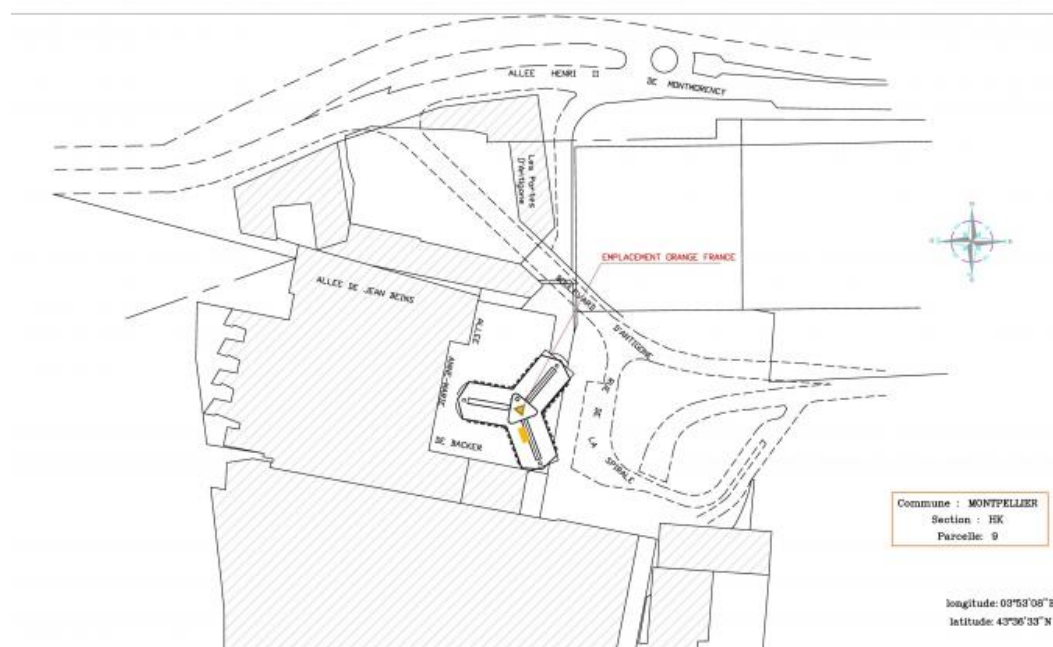 ALLEE HENRI II
DE MONTMORENCY
Les Portes
D'antigone
EMPLACEMENT ORANGE FRANCE
ALLEE DE JEAN BEINS
BOULEVARD
D'ANTIGONE
ALLEE
ANNE-MARIE
DE BACKER
RUE DE LA SPIRALE
Commune : MONTPELLIER
Section : HK
Parcelle: 9
longitude: 03°53'08"E
latitude: 43°36'33"N